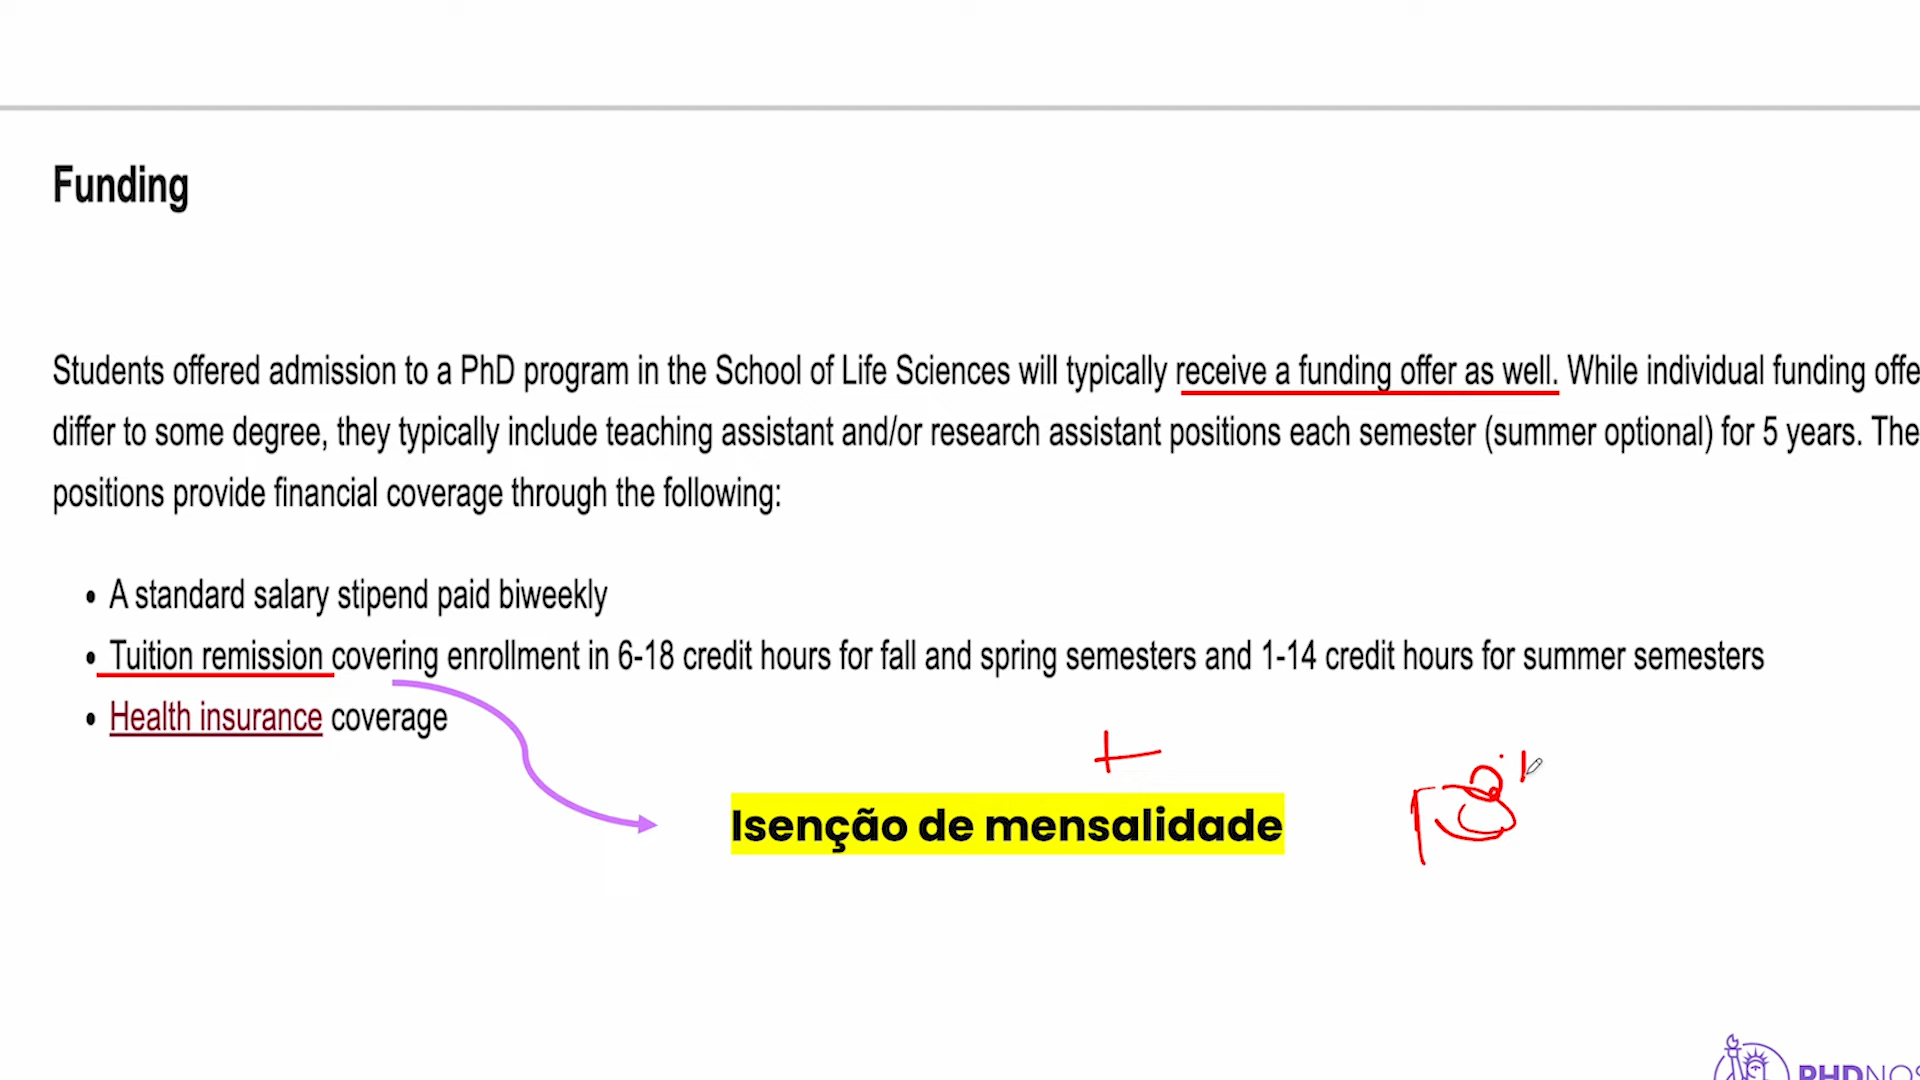 Funding
Students offered admission to a PhD program in the School of Life Sciences will typically receive a funding offer as well. While individual funding offe
differ to some degree, they typically include teaching assistant and/or research assistant positions each semester (summer optional) for 5 years. The
positions provide financial coverage through the following:
• A standard salary stipend paid biweekly
• Tuition remission covering enrollment in 6-18 credit hours for fall and spring semesters and 1-14 credit hours for summer semesters
• Health insurance coverage
Isenção de mensalidade
PHDNOS